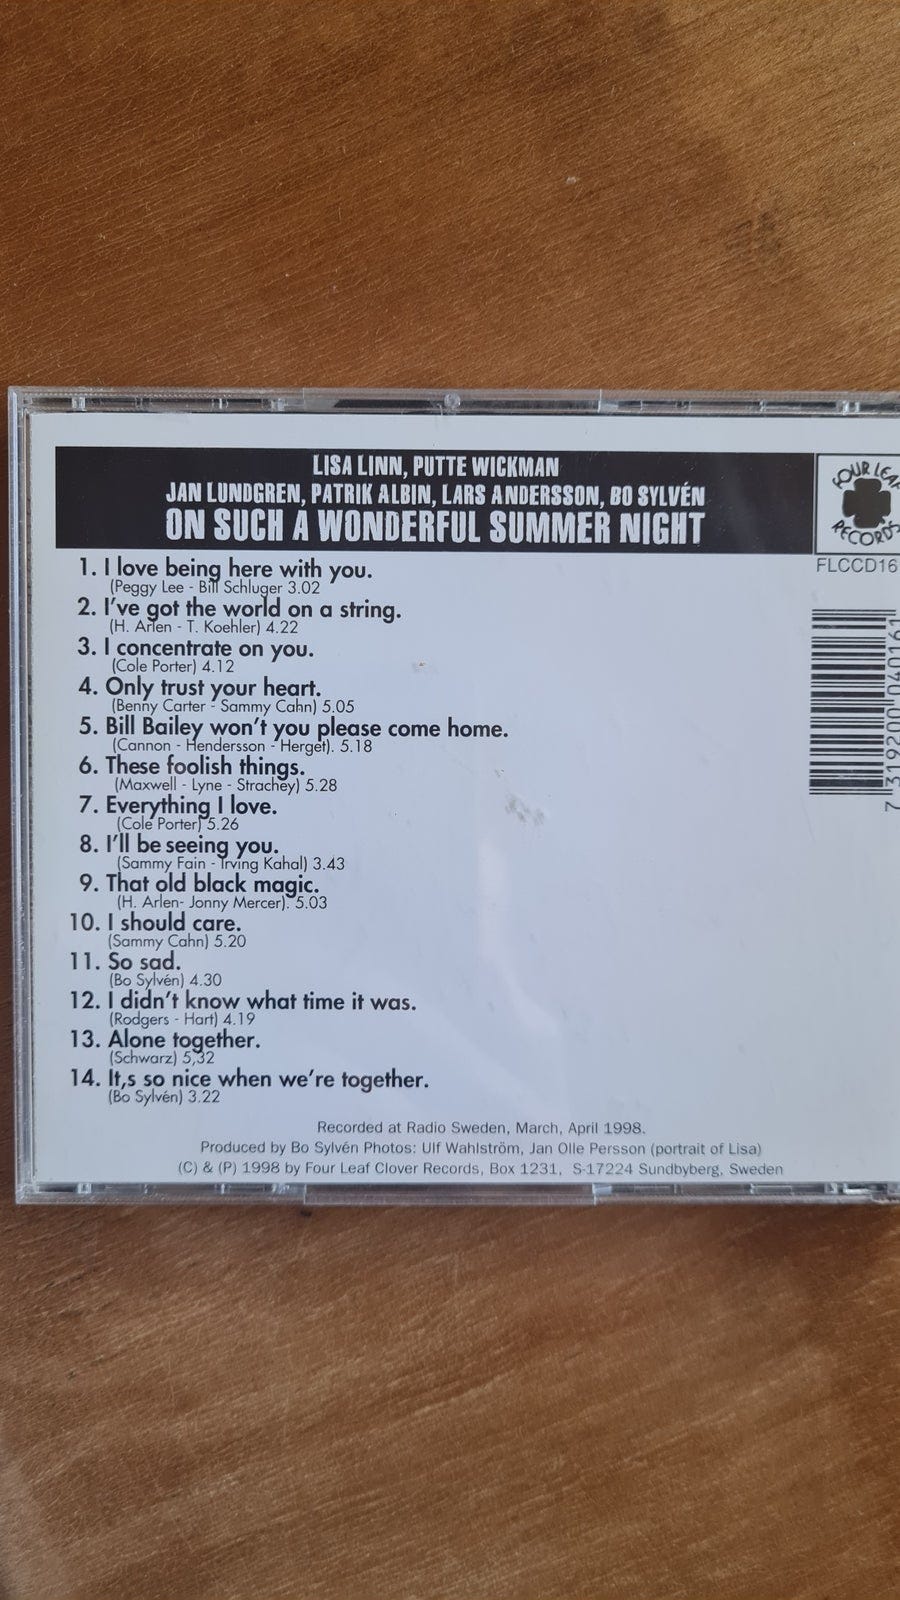 LISA LINN, PUTTE WICKMAN
JAN LUNDGREN, PATRIK ALBIN, LARS ANDERSSON, BO SYLVÉN
ON SUCH A WONDERFUL SUMMER NIGHT
FOUR LEAF
RECORDS
FLCCD16
1. I love being here with you.
(Peggy Lee - Bill Schluger 3.02
2. I've got the world on a string.
(H. Arlen - T. Koehler) 4.22
3. I concentrate on you.
(Cole Porter) 4.12
4. Only trust your heart.
(Benny Carter - Sammy Cahn) 5.05
5. Bill Bailey won't you please come home.
(Cannon - Hendersson - Herget). 5.18
6. These foolish things.
(Maxwell - Lyne - Strachey) 5.28
7. Everything I love.
(Cole Porter) 5.26
8. I'll be seeing you.
(Sammy Fain - Irving Kahal) 3.43
9. That old black magic.
(H. Arlen- Jonny Mercer). 5.03
10. I should care.
(Sammy Cahn) 5.20
11. So sad.
(Bo Sylvén) 4.30
12. I didn't know what time it was.
(Rodgers - Hart) 4.19
13. Alone together.
(Schwarz) 5,32
14. It,s so nice when we're together.
(Bo Sylvén) 3.22
7 319200 040161
Recorded at Radio Sweden, March, April 1998.
Produced by Bo Sylvén Photos: Ulf Wahlström, Jan Olle Persson (portrait of Lisa)
(C) & (P) 1998 by Four Leaf Clover Records, Box 1231, S-17224 Sundbyberg, Sweden